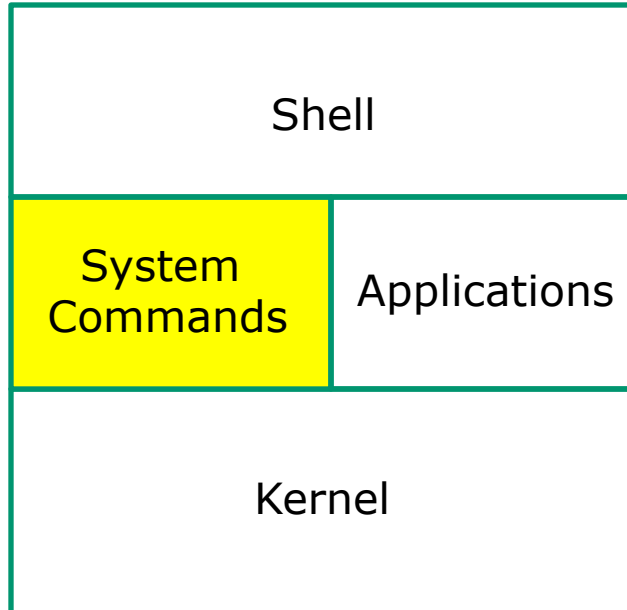 Shell
System
Commands
Applications
Kernel